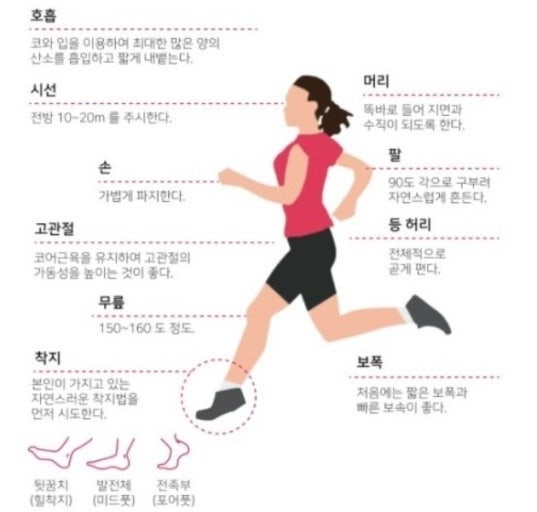 호흡
코와 입을 이용하여 최대한 많은 양의
산소를 흡입하고 짧게 내뱉는다.
시선
전방 10~20m 를 주시한다.
머리
똑바로 들어 지면과
수직이 되도록 한다.
손
가볍게 파지한다.
팔
90도 각으로 구부려
자연스럽게 흔든다.
고관절
코어근육을 유지하여 고관절의
가동성을 높이는 것이 좋다.
등 허리
전체적으로
곧게 편다.
무릎
150~160 도 정도.
착지
본인이 가지고 있는
자연스러운 착지법을
먼저 시도한다.
보폭
처음에는 짧은 보폭과
빠른 보속이 좋다.
뒷꿈치
(힐착지)
발전체
(미드풋)
전족부
(포어풋)